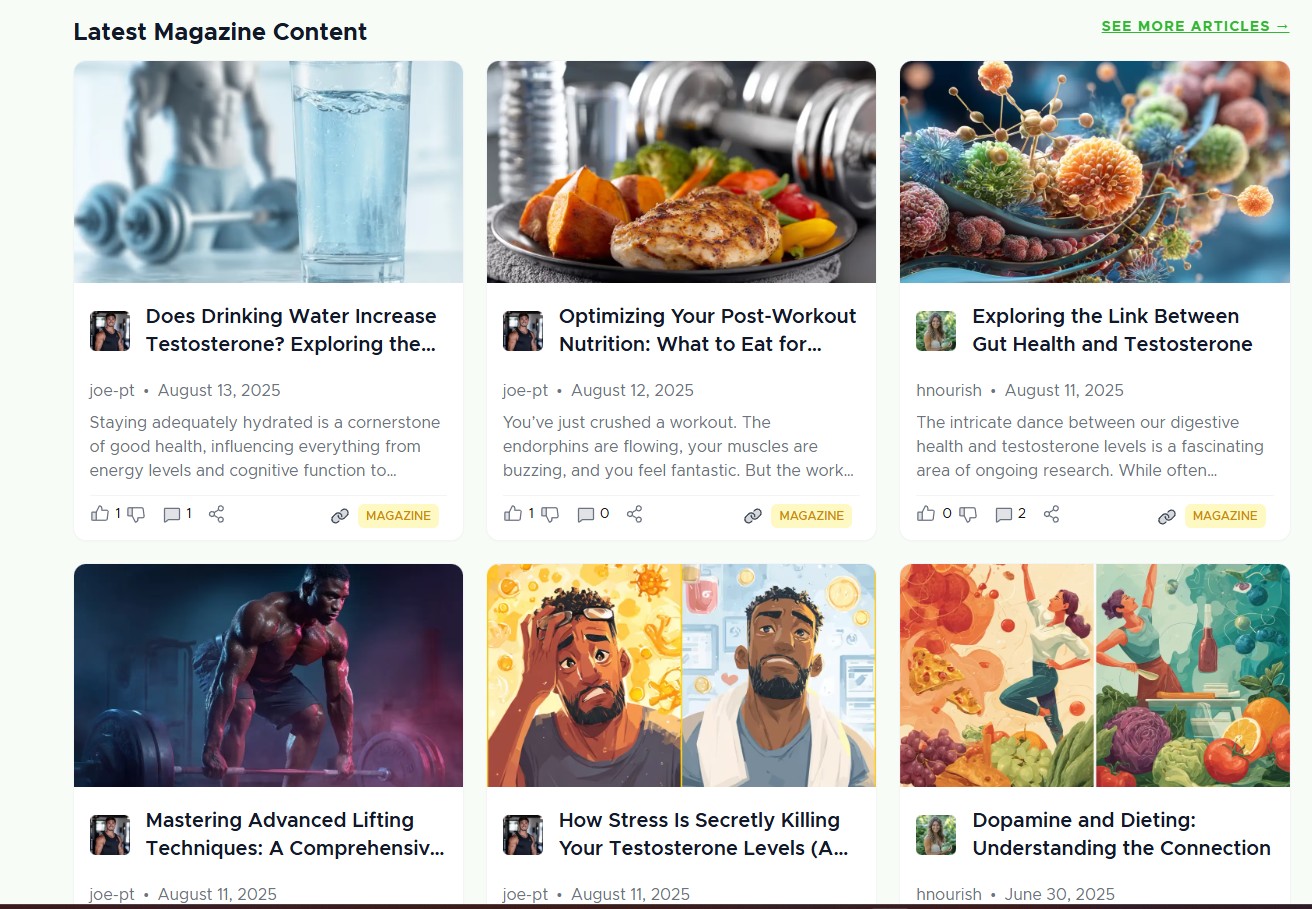 Latest Magazine Content
SEE MORE ARTICLES →
Does Drinking Water Increase
Testosterone? Exploring the...
joe-pt • August 13, 2025
Staying adequately hydrated is a cornerstone
of good health, influencing everything from
energy levels and cognitive function to...
1 1 MAGAZINE
Optimizing Your Post-Workout
Nutrition: What to Eat for...
joe-pt • August 12, 2025
You’ve just crushed a workout. The
endorphins are flowing, your muscles are
buzzing, and you feel fantastic. But the work...
1 0 MAGAZINE
Exploring the Link Between
Gut Health and Testosterone
hnourish • August 11, 2025
The intricate dance between our digestive
health and testosterone levels is a fascinating
area of ongoing research. While often...
0 2 MAGAZINE
Mastering Advanced Lifting
Techniques: A Comprehensiv...
joe-pt • August 11, 2025
How Stress Is Secretly Killing
Your Testosterone Levels (A...
joe-pt • August 11, 2025
Dopamine and Dieting:
Understanding the Connection
hnourish • June 30, 2025